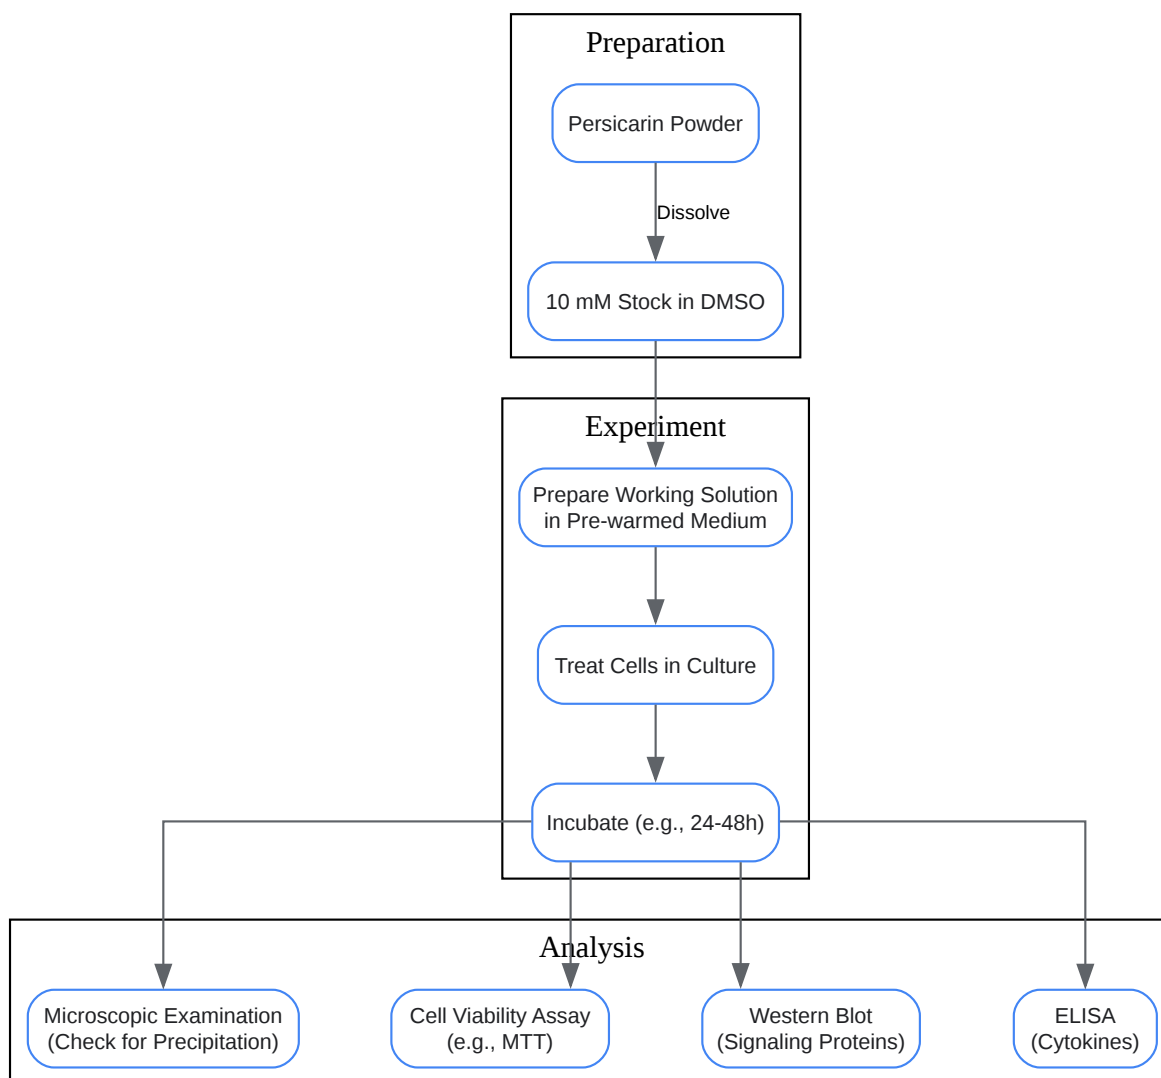 Preparation
Persicarin Powder
Dissolve
10 mM Stock in DMSO
Experiment
Prepare Working Solution
in Pre-warmed Medium
Treat Cells in Culture
Incubate (e.g., 24-48h)
Analysis
Microscopic Examination
(Check for Precipitation)
Cell Viability Assay
(e.g., MTT)
Western Blot
(Signaling Proteins)
ELISA
(Cytokines)